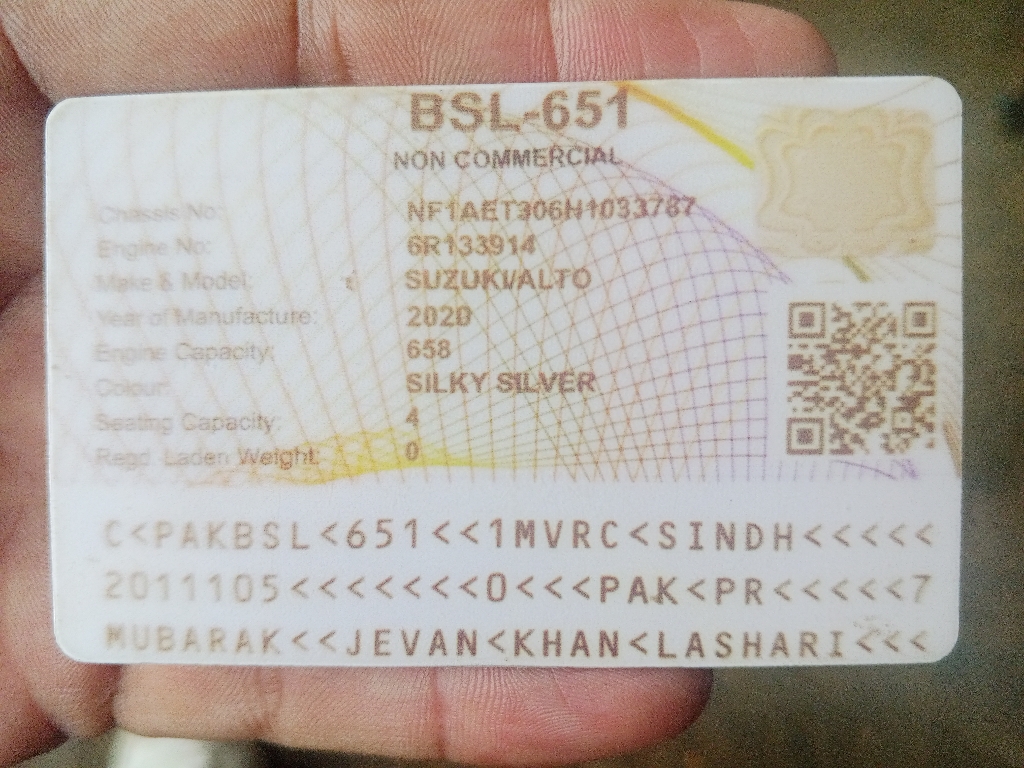 BSL-651
NON COMMERCIAL
Chassis No: NF1AET306H1033787
Engine No: 6R133914
Make & Model: SUZUKI/ALTO
Year of Manufacture: 2020
Engine Capacity: 658
Colour: SILKY SILVER
Seating Capacity: 4
Regd. Laden Weight: 0
C<PAKBSL<651<<1MVRC<SINDH<<<<<
2011105<<<<<<<<0<<<PAK<PR<<<<<7
MUBARAK<<JEVAN<KHAN<LASHARI<<<